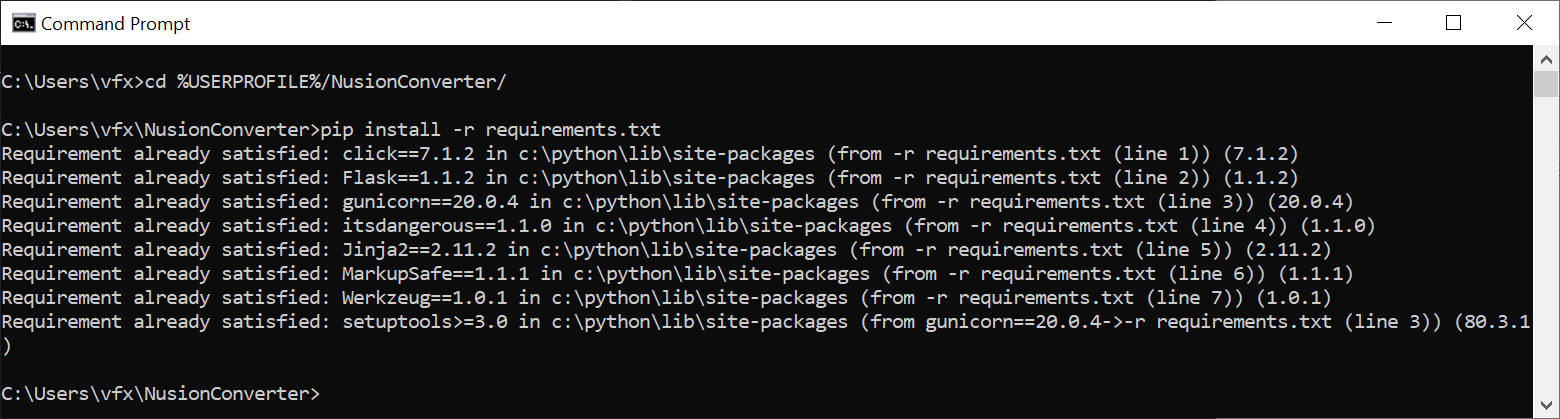 Command Prompt
C:\Users\vfx>cd %USERPROFILE%/NusionConverter/
C:\Users\vfx\NusionConverter>pip install -r requirements.txt
Requirement already satisfied: click==7.1.2 in c:\python\lib\site-packages (from -r requirements.txt (line 1)) (7.1.2)
Requirement already satisfied: Flask==1.1.2 in c:\python\lib\site-packages (from -r requirements.txt (line 2)) (1.1.2)
Requirement already satisfied: gunicorn==20.0.4 in c:\python\lib\site-packages (from -r requirements.txt (line 3)) (20.0.4)
Requirement already satisfied: itsdangerous==1.1.0 in c:\python\lib\site-packages (from -r requirements.txt (line 4)) (1.1.0)
Requirement already satisfied: Jinja2==2.11.2 in c:\python\lib\site-packages (from -r requirements.txt (line 5)) (2.11.2)
Requirement already satisfied: MarkupSafe==1.1.1 in c:\python\lib\site-packages (from -r requirements.txt (line 6)) (1.1.1)
Requirement already satisfied: Werkzeug==1.0.1 in c:\python\lib\site-packages (from -r requirements.txt (line 7)) (1.0.1)
Requirement already satisfied: setuptools>=3.0 in c:\python\lib\site-packages (from gunicorn==20.0.4->-r requirements.txt (line 3)) (80.3.1
)
C:\Users\vfx\NusionConverter>